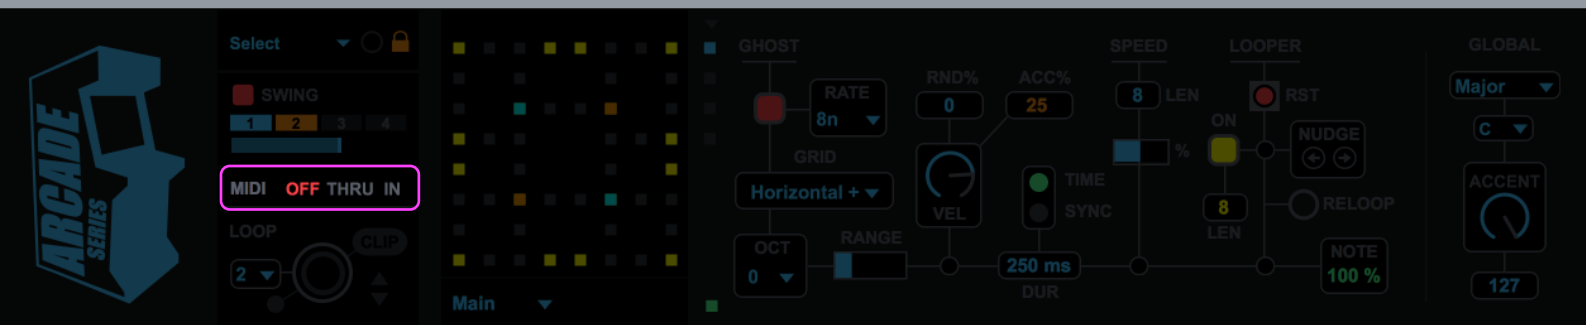 ARCADE
SERIES
Select
SWING
1 2 3 4
MIDI OFF THRU IN
LOOP
CLIP
2
Main
GHOST
RATE
8n
GRID
Horizontal +
OCT
0
RANGE
RND%
0
ACC%
25
VEL
TIME
SYNC
250 ms
DUR
SPEED
8 LEN
%
LOOPER
RST
ON
NUDGE
8
LEN
RELOOP
NOTE
100 %
GLOBAL
Major
C
ACCENT
127